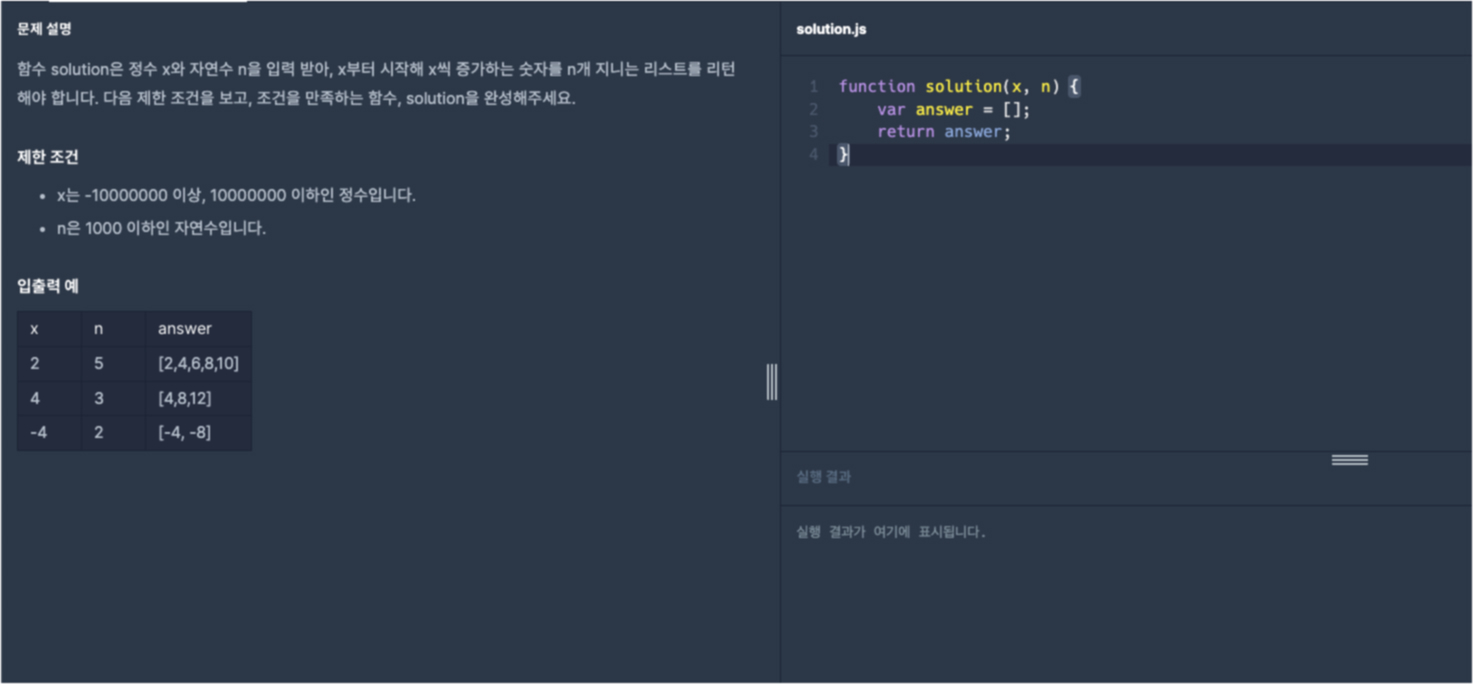 문제 설명
함수 solution은 정수 x와 자연수 n을 입력 받아, x부터 시작해 x씩 증가하는 숫자를 n개 지니는 리스트를 리턴
해야 합니다. 다음 제한 조건을 보고, 조건을 만족하는 함수, solution을 완성해주세요.
제한 조건
• x는 -10000000 이상, 10000000 이하인 정수입니다.
• n은 1000 이하인 자연수입니다.
입출력 예
x n answer
2 5 [2,4,6,8,10]
4 3 [4,8,12]
-4 2 [-4, -8]
solution.js
1 function solution(x, n) {
2     var answer = [];
3     return answer;
4 }
실행 결과
실행 결과가 여기에 표시됩니다.